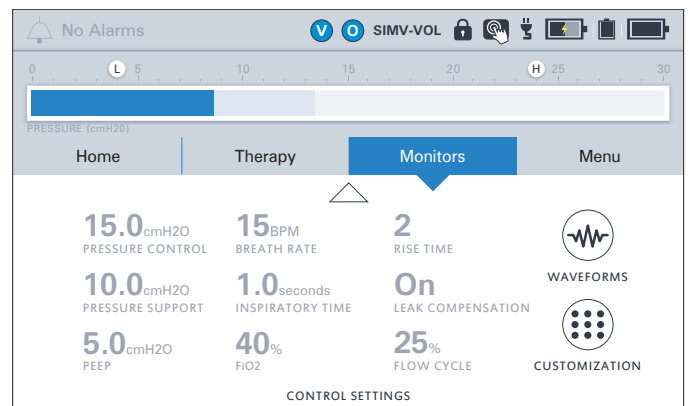 No Alarms V O SIMV-VOL
0 L 5 10 15 20 H 25 30
PRESSURE (cmH20)
Home Therapy Monitors Menu
15.0cmH2O 15BPM 2
PRESSURE CONTROL BREATH RATE RISE TIME
WAVEFORMS
10.0cmH2O 1.0seconds On
PRESSURE SUPPORT INSPIRATORY TIME LEAK COMPENSATION
5.0cmH2O 40% 25%
PEEP FiO2 FLOW CYCLE CUSTOMIZATION
CONTROL SETTINGS